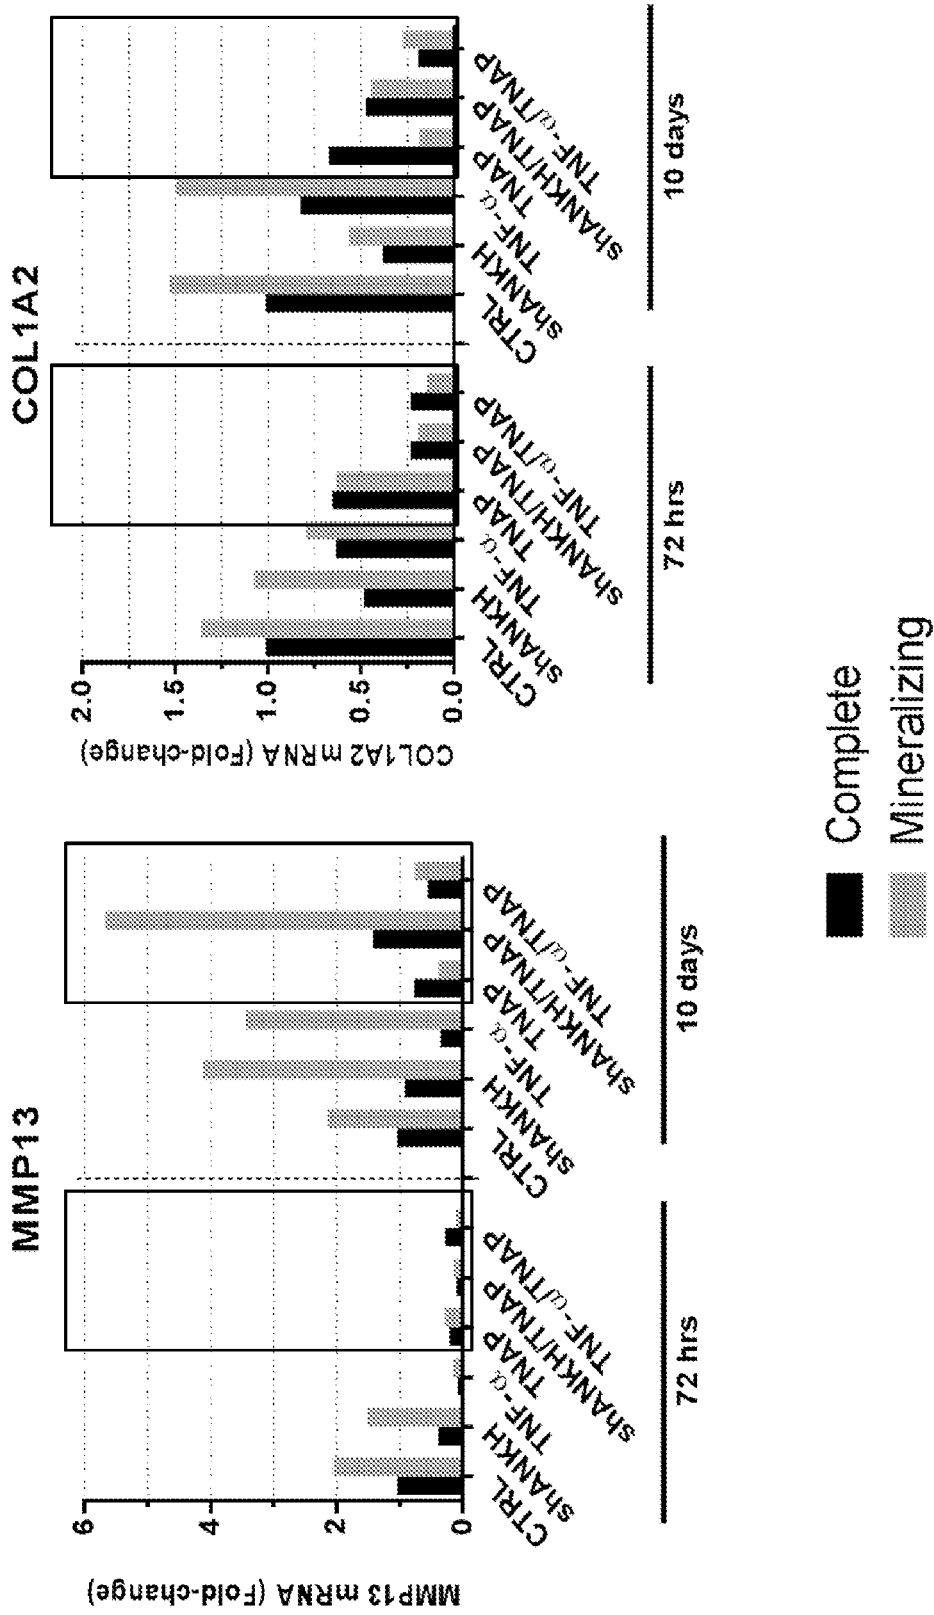 MMP13
MMP13 mRNA (Fold-change)
6
4
2
0
CTRL
shANKH
TNF-α
TNAP
shANKH/TNAP
TNF-α/TNAP
72 hrs
CTRL
shANKH
TNF-α
TNAP
shANKH/TNAP
TNF-α/TNAP
10 days
COL1A2
COL1A2 mRNA (Fold-change)
2.0
1.5
1.0
0.5
0.0
CTRL
shANKH
TNF-α
TNAP
shANKH/TNAP
TNF-α/TNAP
72 hrs
CTRL
shANKH
TNF-α
TNAP
shANKH/TNAP
TNF-α/TNAP
10 days
Complete
Mineralizing